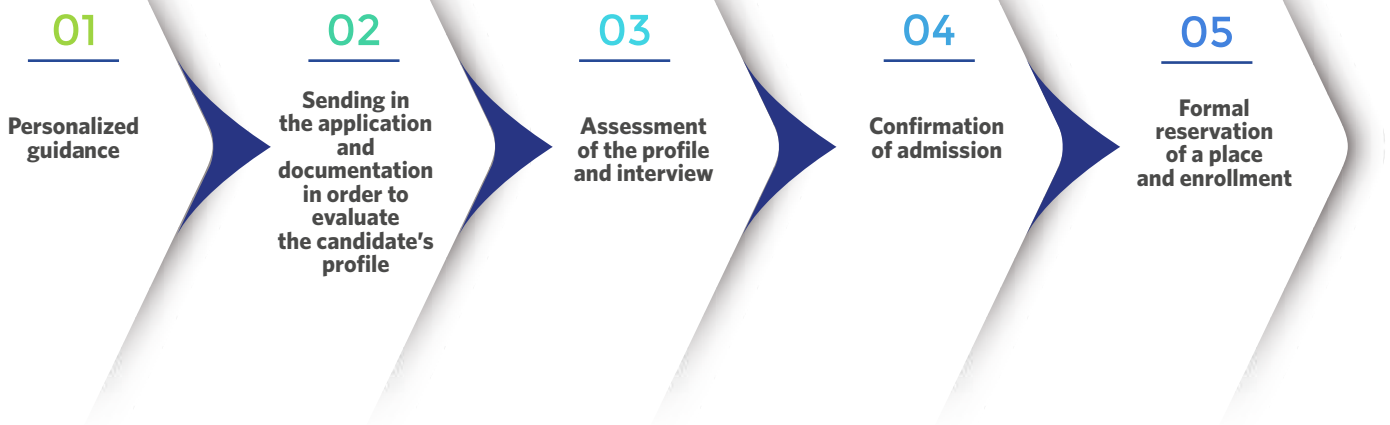 01
Personalized
guidance
02
Sending in
the application
and
documentation
in order to
evaluate
the candidate's
profile
03
Assessment
of the profile
and interview
04
Confirmation
of admission
05
Formal
reservation
of a place
and enrollment